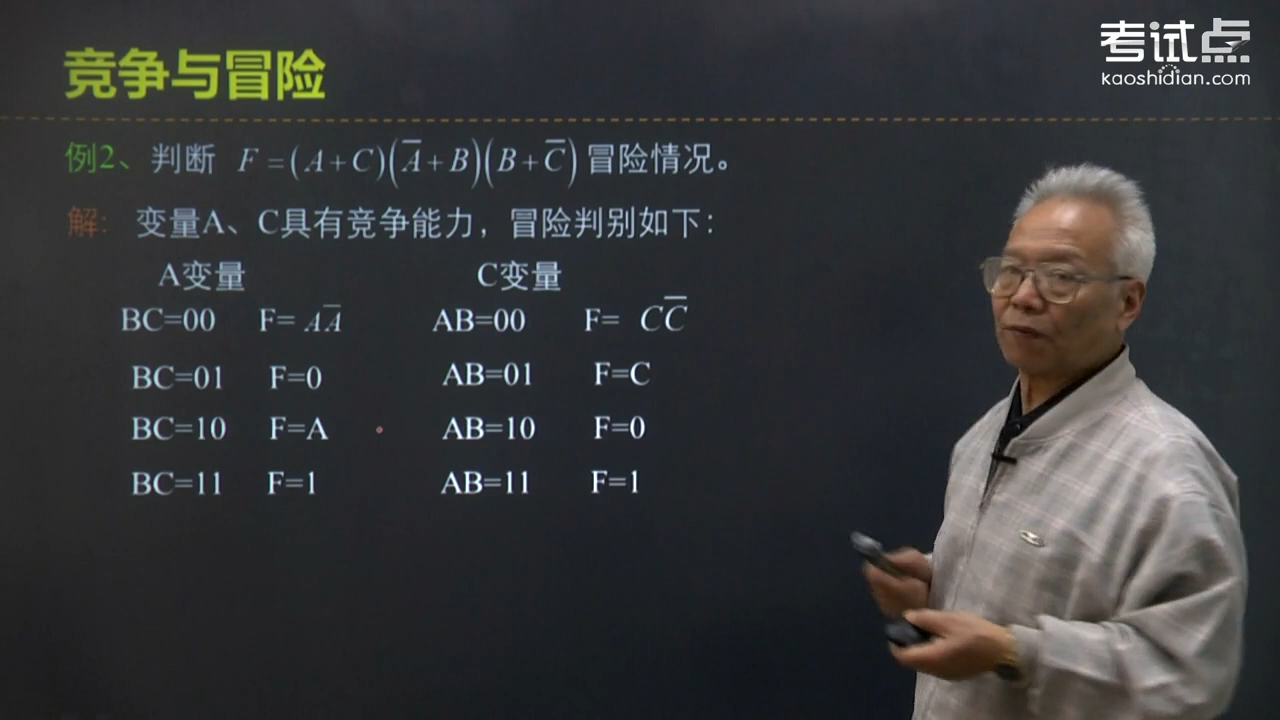 竞争与冒险
考试点
kaoshidian.com
例2、判断 F=(A+C)(A̅+B)(B+C̅)冒险情况。
解: 变量A、C具有竞争能力，冒险判别如下：
A变量 C变量
BC=00 F= AA̅ AB=00 F= CC̅
BC=01 F=0 AB=01 F=C
BC=10 F=A AB=10 F=0
BC=11 F=1 AB=11 F=1